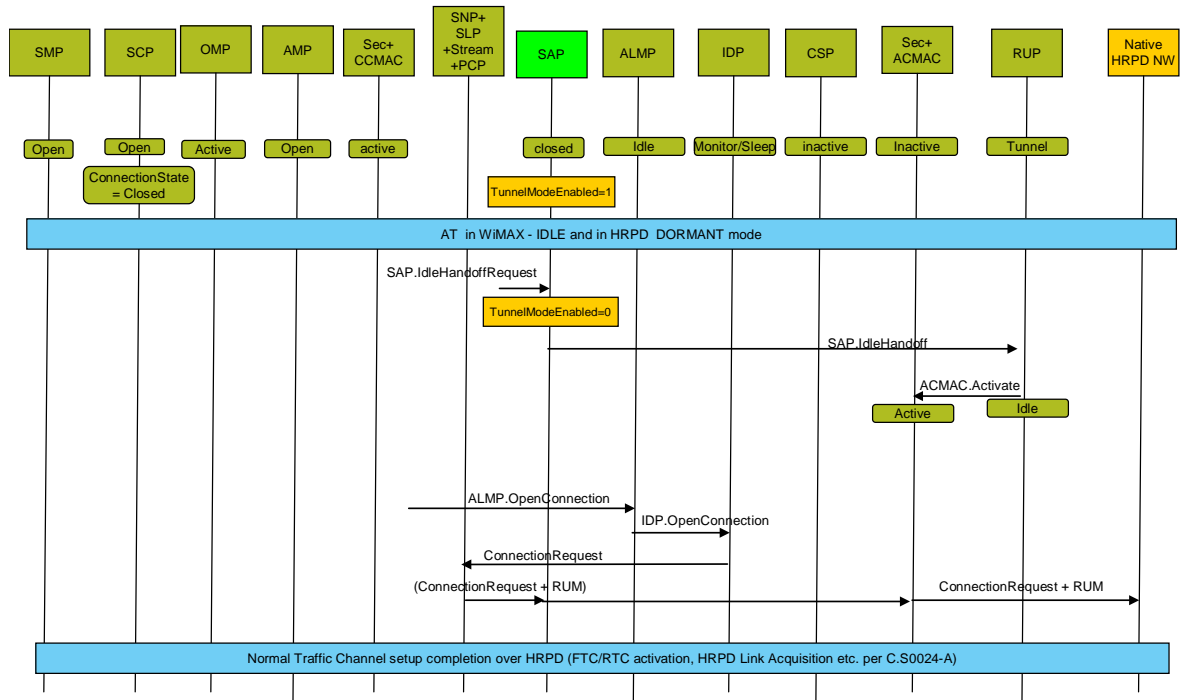 SMP
SCP
OMP
AMP
Sec+
CCMAC
SNP+
SLP
+Stream
+PCP
SAP
ALMP
IDP
CSP
Sec+
ACMAC
RUP
Native
HRPD NW
Open
Open
Active
Open
active
closed
Idle
Monitor/Sleep
inactive
Inactive
Tunnel
ConnectionState
= Closed
TunnelModeEnabled=1
AT in WiMAX - IDLE and in HRPD DORMANT mode
SAP.IdleHandoffRequest
TunnelModeEnabled=0
SAP.IdleHandoff
ACMAC.Activate
Active
Idle
ALMP.OpenConnection
IDP.OpenConnection
ConnectionRequest
(ConnectionRequest + RUM)
ConnectionRequest + RUM
Normal Traffic Channel setup completion over HRPD (FTC/RTC activation, HRPD Link Acquisition etc. per C.S0024-A)